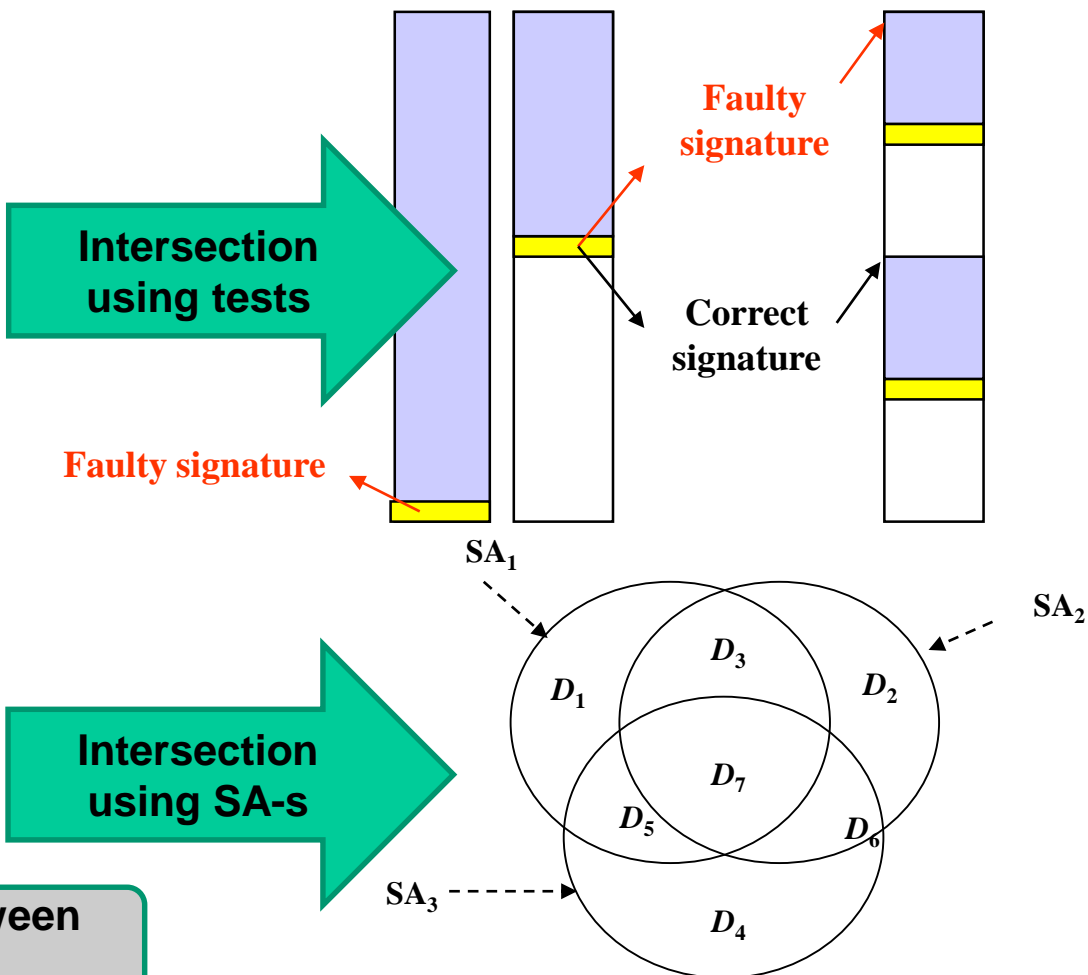 Faulty
signature
Intersection
using tests
Correct
signature
Faulty signature
SA₁
SA₂
D₃
D₁
D₂
Intersection
using SA-s
D₇
D₅
D₆
SA₃
D₄